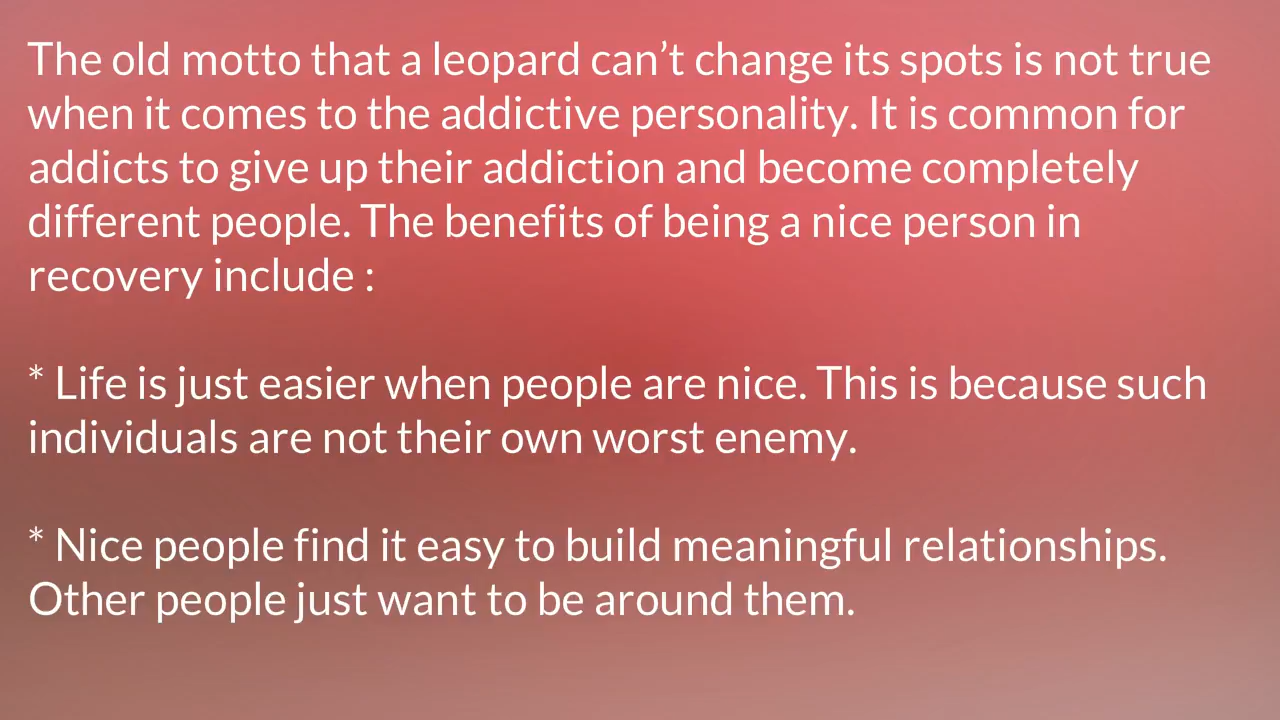 The old motto that a leopard can’t change its spots is not true
when it comes to the addictive personality. It is common for
addicts to give up their addiction and become completely
different people. The benefits of being a nice person in
recovery include :
* Life is just easier when people are nice. This is because such
individuals are not their own worst enemy.
* Nice people find it easy to build meaningful relationships.
Other people just want to be around them.